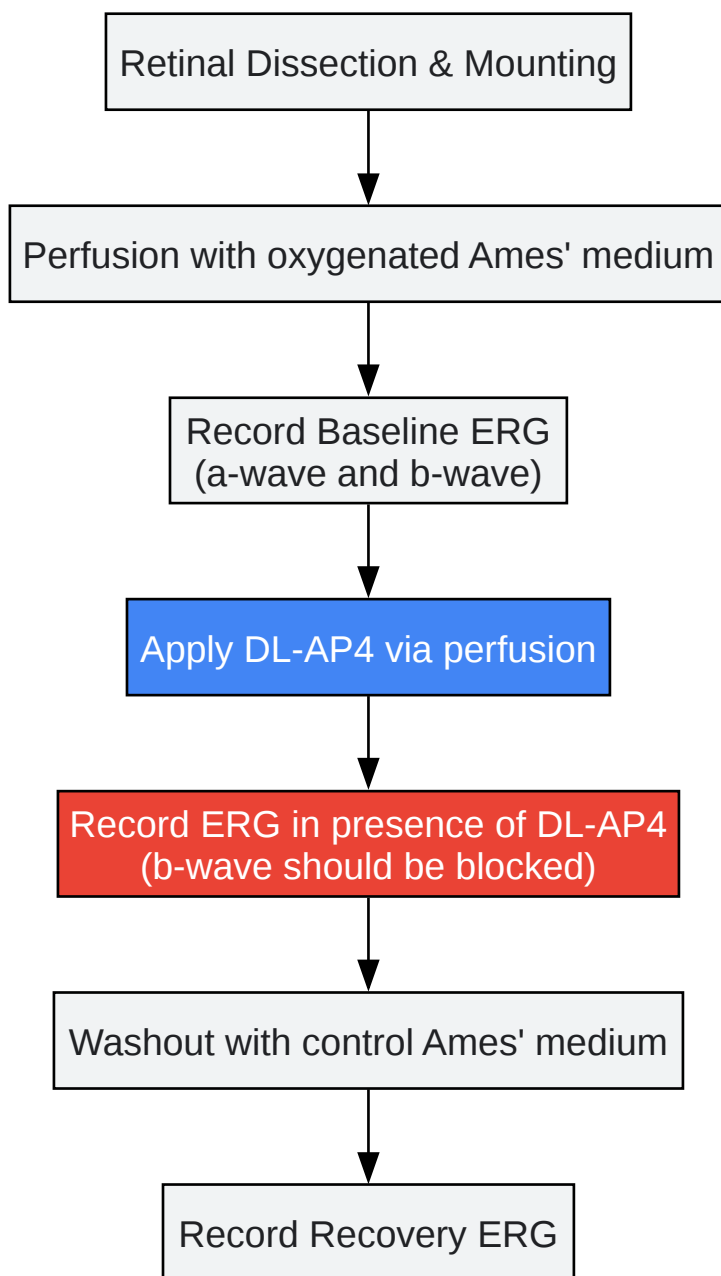 Retinal Dissection & Mounting
Perfusion with oxygenated Ames' medium
Record Baseline ERG
(a-wave and b-wave)
Apply DL-AP4 via perfusion
Record ERG in presence of DL-AP4
(b-wave should be blocked)
Washout with control Ames' medium
Record Recovery ERG